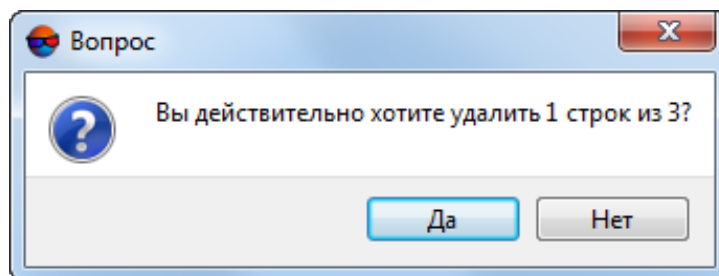 Вопрос
Вы действительно хотите удалить 1 строк из 3?
Да
Нет